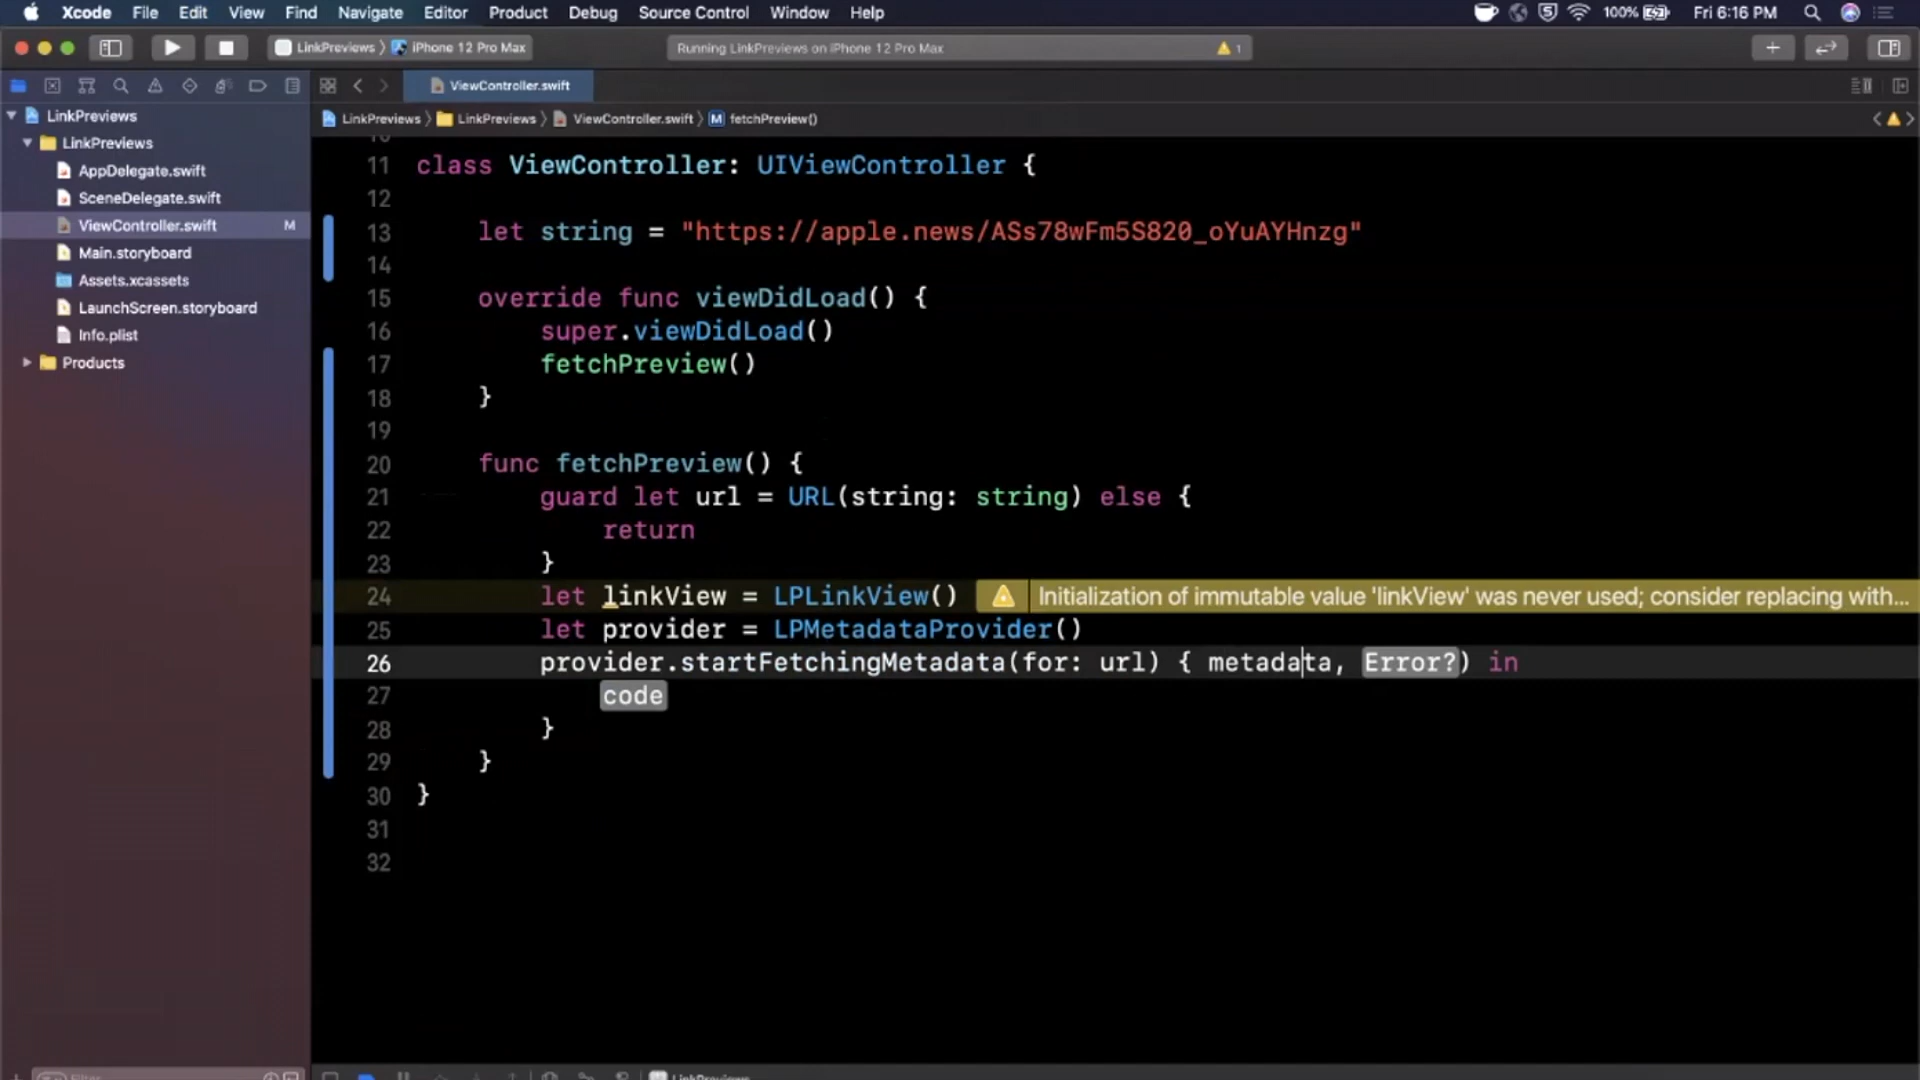 Xcode File Edit View Find Navigate Editor Product Debug Source Control Window Help 100% Fri 6:16 PM
LinkPreviews 〉 iPhone 12 Pro Max Running LinkPreviews on iPhone 12 Pro Max 1
ViewController.swift
LinkPreviews 〉 LinkPreviews 〉 ViewController.swift 〉 M fetchPreview()
LinkPreviews
LinkPreviews
AppDelegate.swift
SceneDelegate.swift
ViewController.swift M
Main.storyboard
Assets.xcassets
LaunchScreen.storyboard
Info.plist
Products
Filter
10
11 class ViewController: UIViewController {
12
13 let string = "https://apple.news/ASs78wFm5S820_oYuAYHnzg"
14
15 override func viewDidLoad() {
16 super.viewDidLoad()
17 fetchPreview()
18 }
19
20 func fetchPreview() {
21 guard let url = URL(string: string) else {
22 return
23 }
24 let linkView = LPLinkView() Initialization of immutable value 'linkView' was never used; consider replacing with...
25 let provider = LPMetadataProvider()
26 provider.startFetchingMetadata(for: url) { metadata, Error?) in
27 code
28 }
29 }
30 }
31
32
LinkPreviews